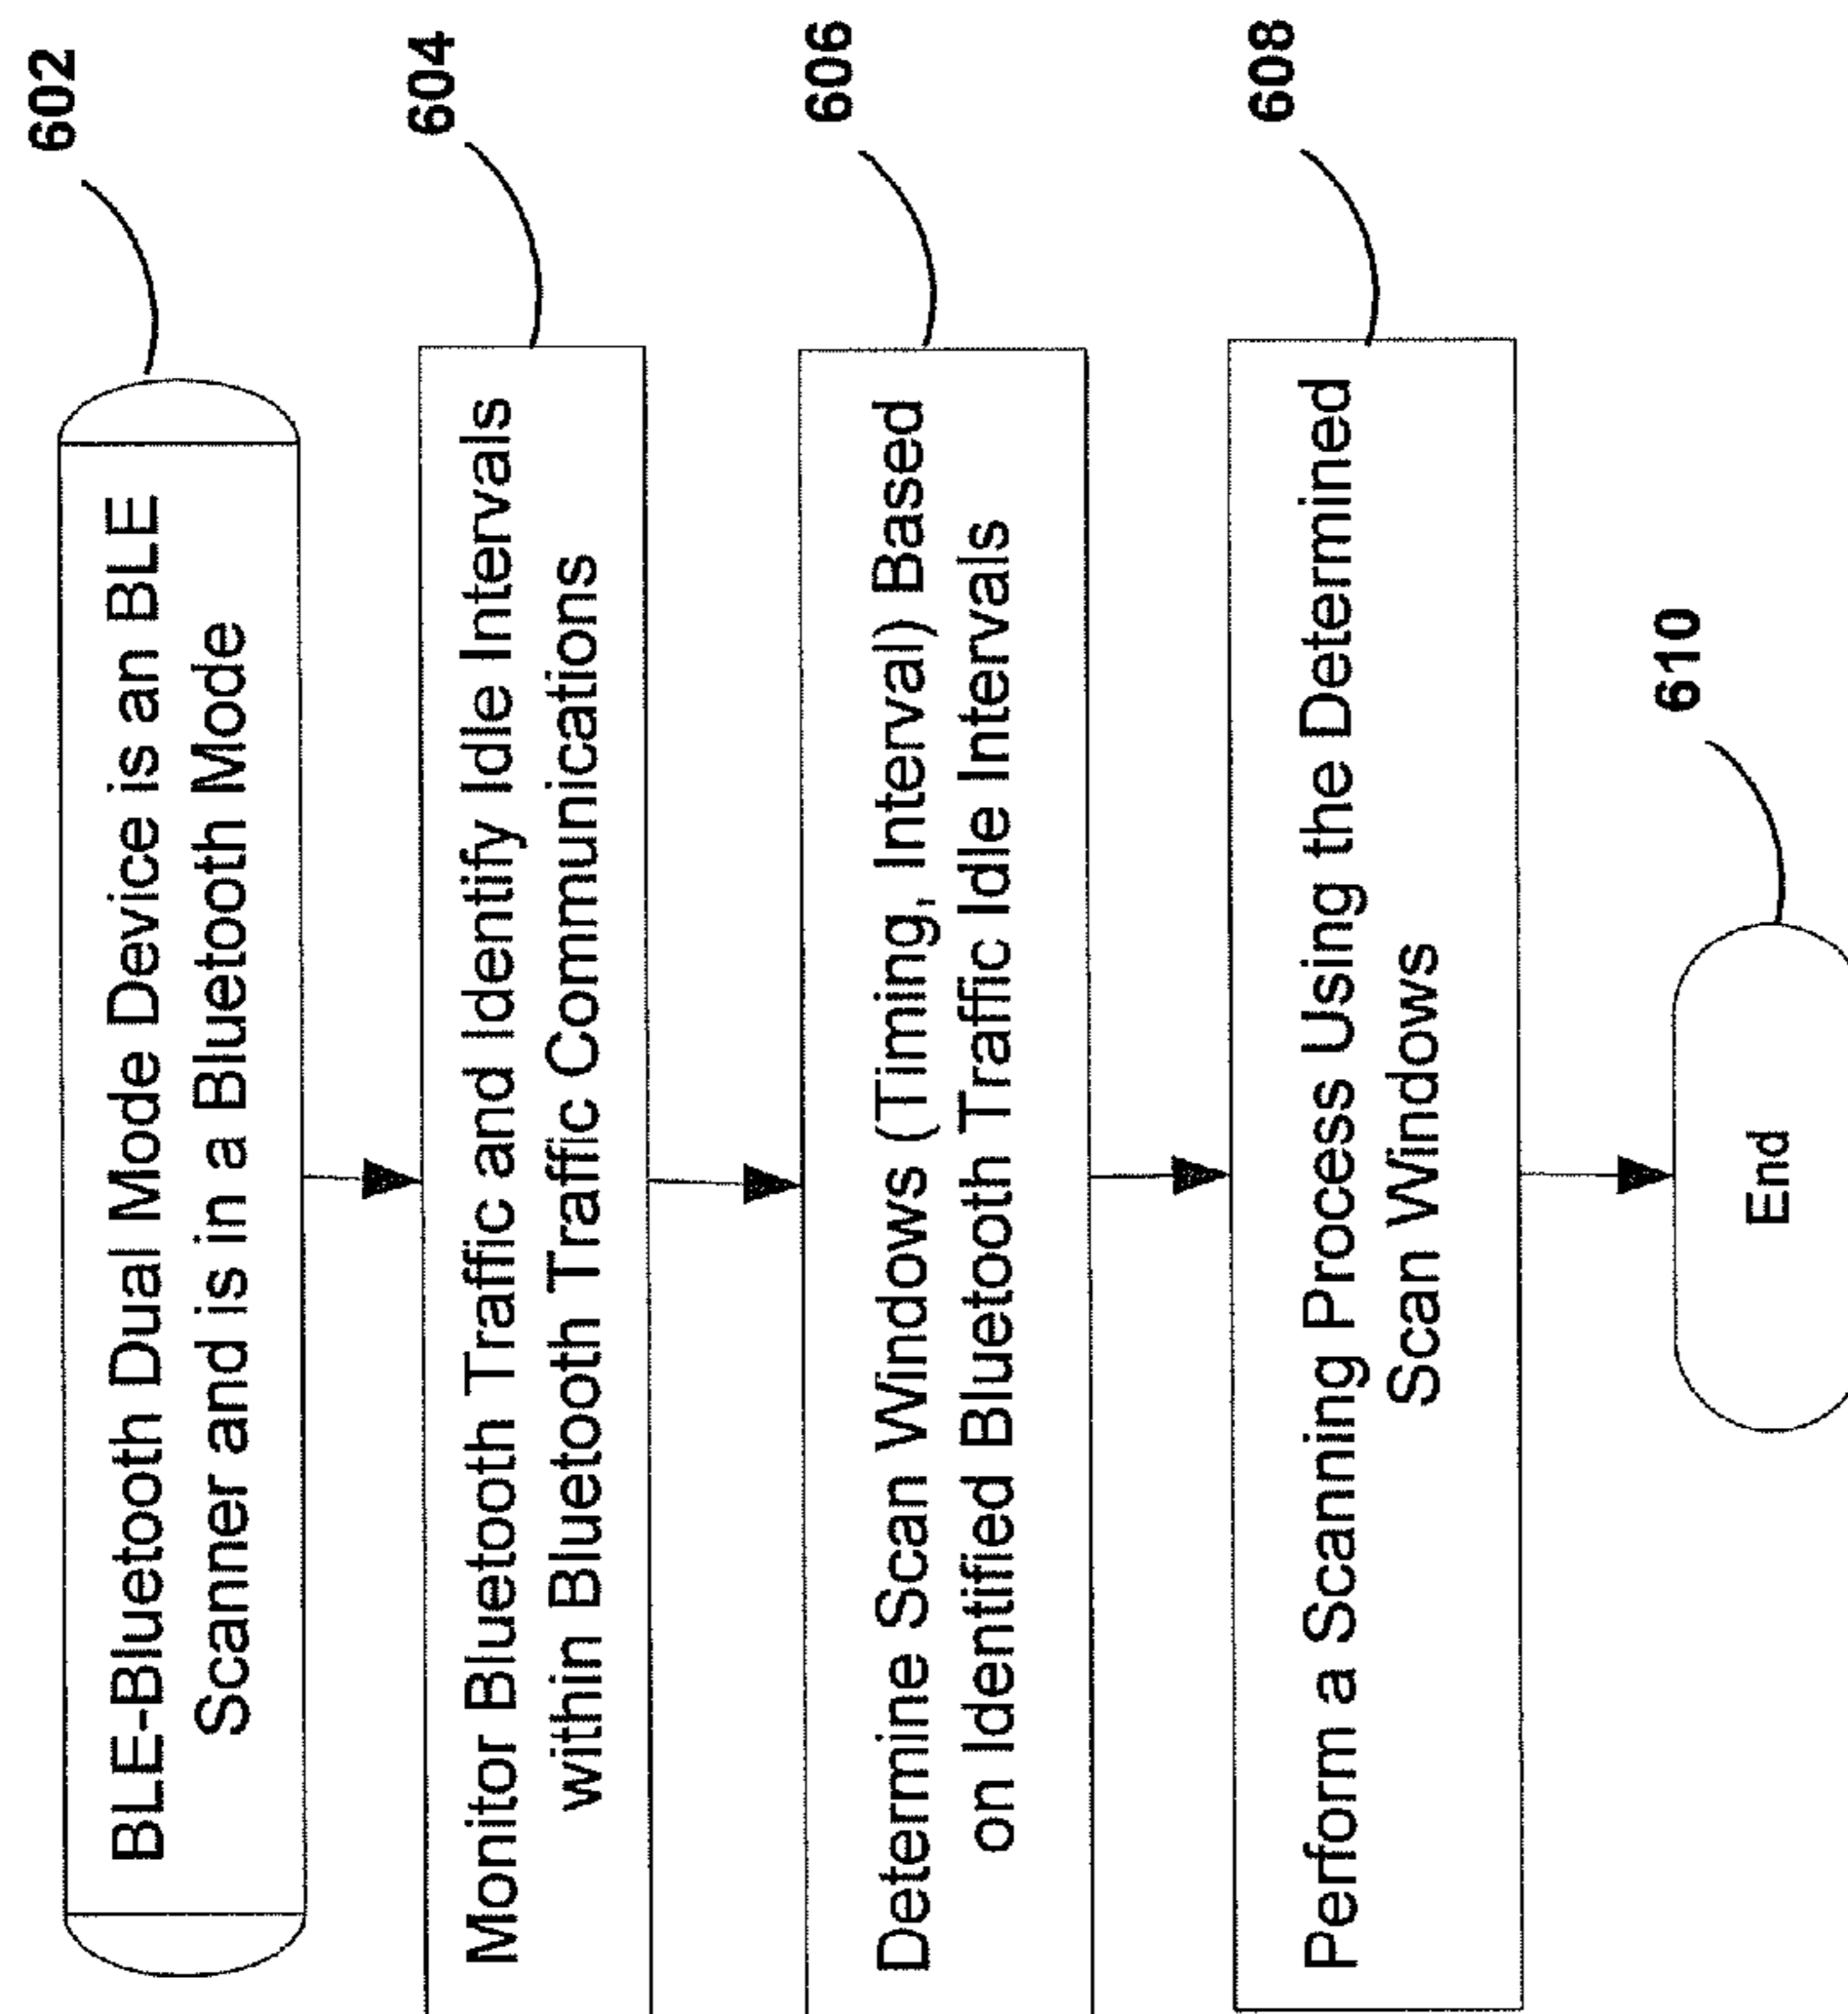 602
BLE-Bluetooth Dual Mode Device is an BLE
Scanner and is in a Bluetooth Mode
604
Monitor Bluetooth Traffic and Identify Idle Intervals
within Bluetooth Traffic Communications
606
Determine Scan Windows (Timing, Interval) Based
on Identified Bluetooth Traffic Idle Intervals
608
Perform a Scanning Process Using the Determined
Scan Windows
610
End